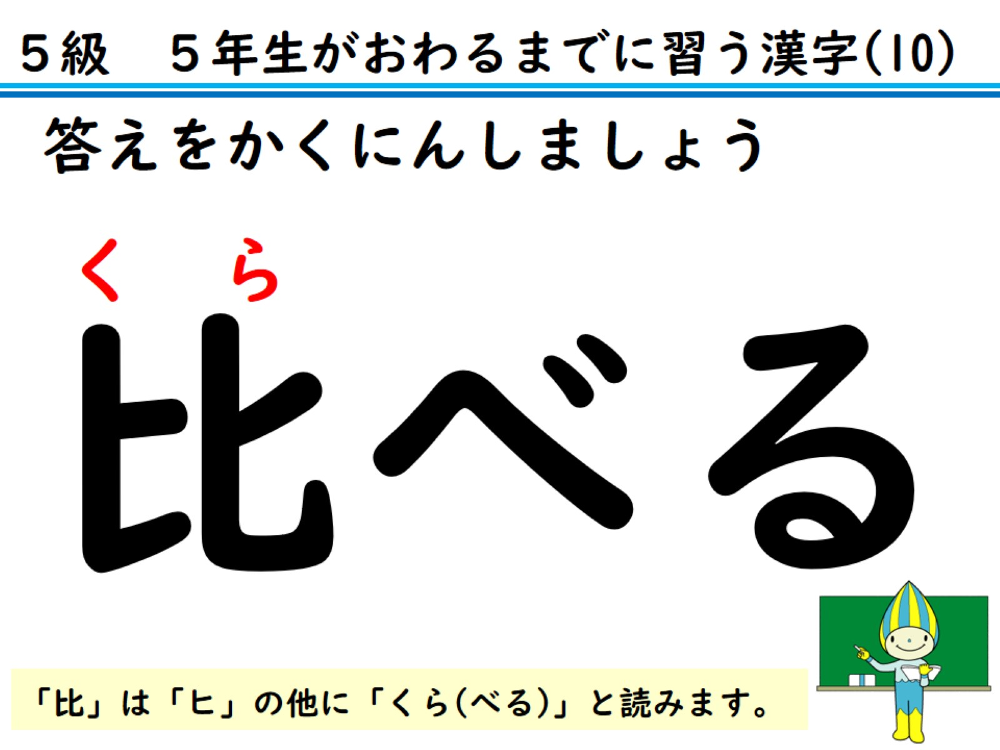 ５級　５年生がおわるまでに習う漢字(10)
答えをかくにんしましょう
くら
比べる
「比」は「ヒ」の他に「くら(べる)」と読みます。